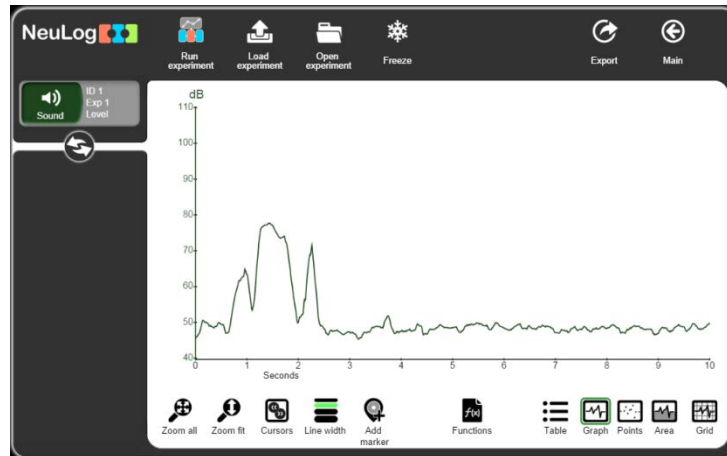 NeuLog
Run
experiment
Load
experiment
Open
experiment
Freeze
Export
Main
Sound
ID 1
Exp 1
Level
dB
110
100
90
80
70
60
50
40
0 1 2 3 4 5 6 7 8 9 10
Seconds
Zoom all
Zoom fit
Cursors
Line width
Add
marker
f(x)
Functions
Table
Graph
Points
Area
Grid